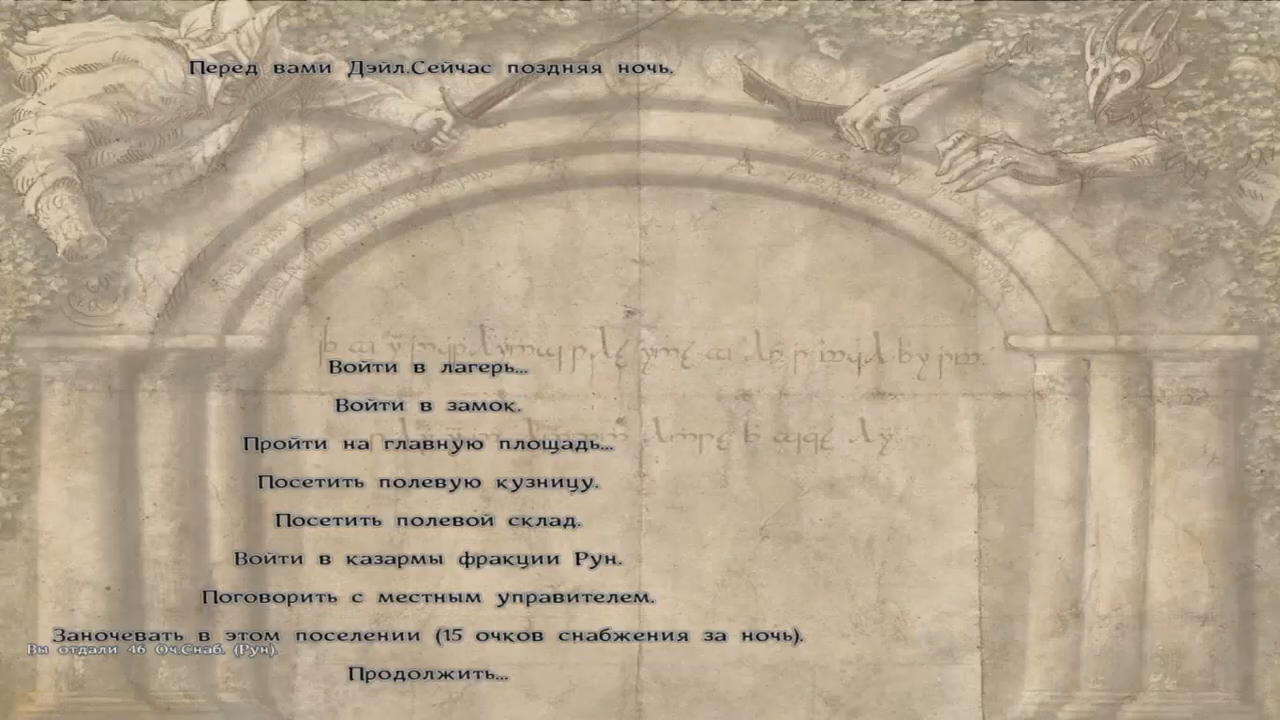 Перед вами Дэйл.Сейчас поздняя ночь.
Войти в лагерь...
Войти в замок.
Пройти на главную площадь...
Посетить полевую кузницу.
Посетить полевой склад.
Войти в казармы фракции Рун.
Поговорить с местным управителем.
Заночевать в этом поселении (15 очков снабжения за ночь).
Вы отдали 46 Оч.Снаб. (Рун).
Продолжить...